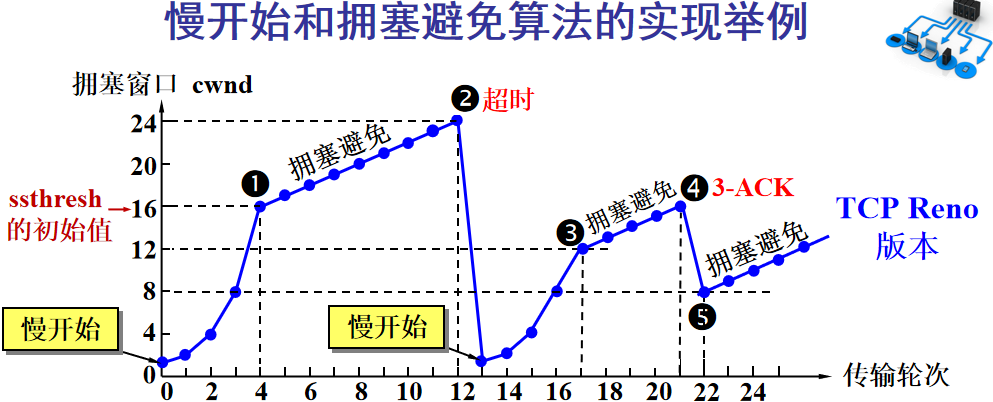 慢开始和拥塞避免算法的实现举例
拥塞窗口 cwnd
❷超时
24
20
ssthresh
的初始值
16
12
8
4
0
❶
拥塞避免
❸
拥塞避免
❹ 3-ACK
拥塞避免
❺
TCP Reno
版本
慢开始
慢开始
0 2 4 6 8 10 12 14 16 18 20 22 24
传输轮次